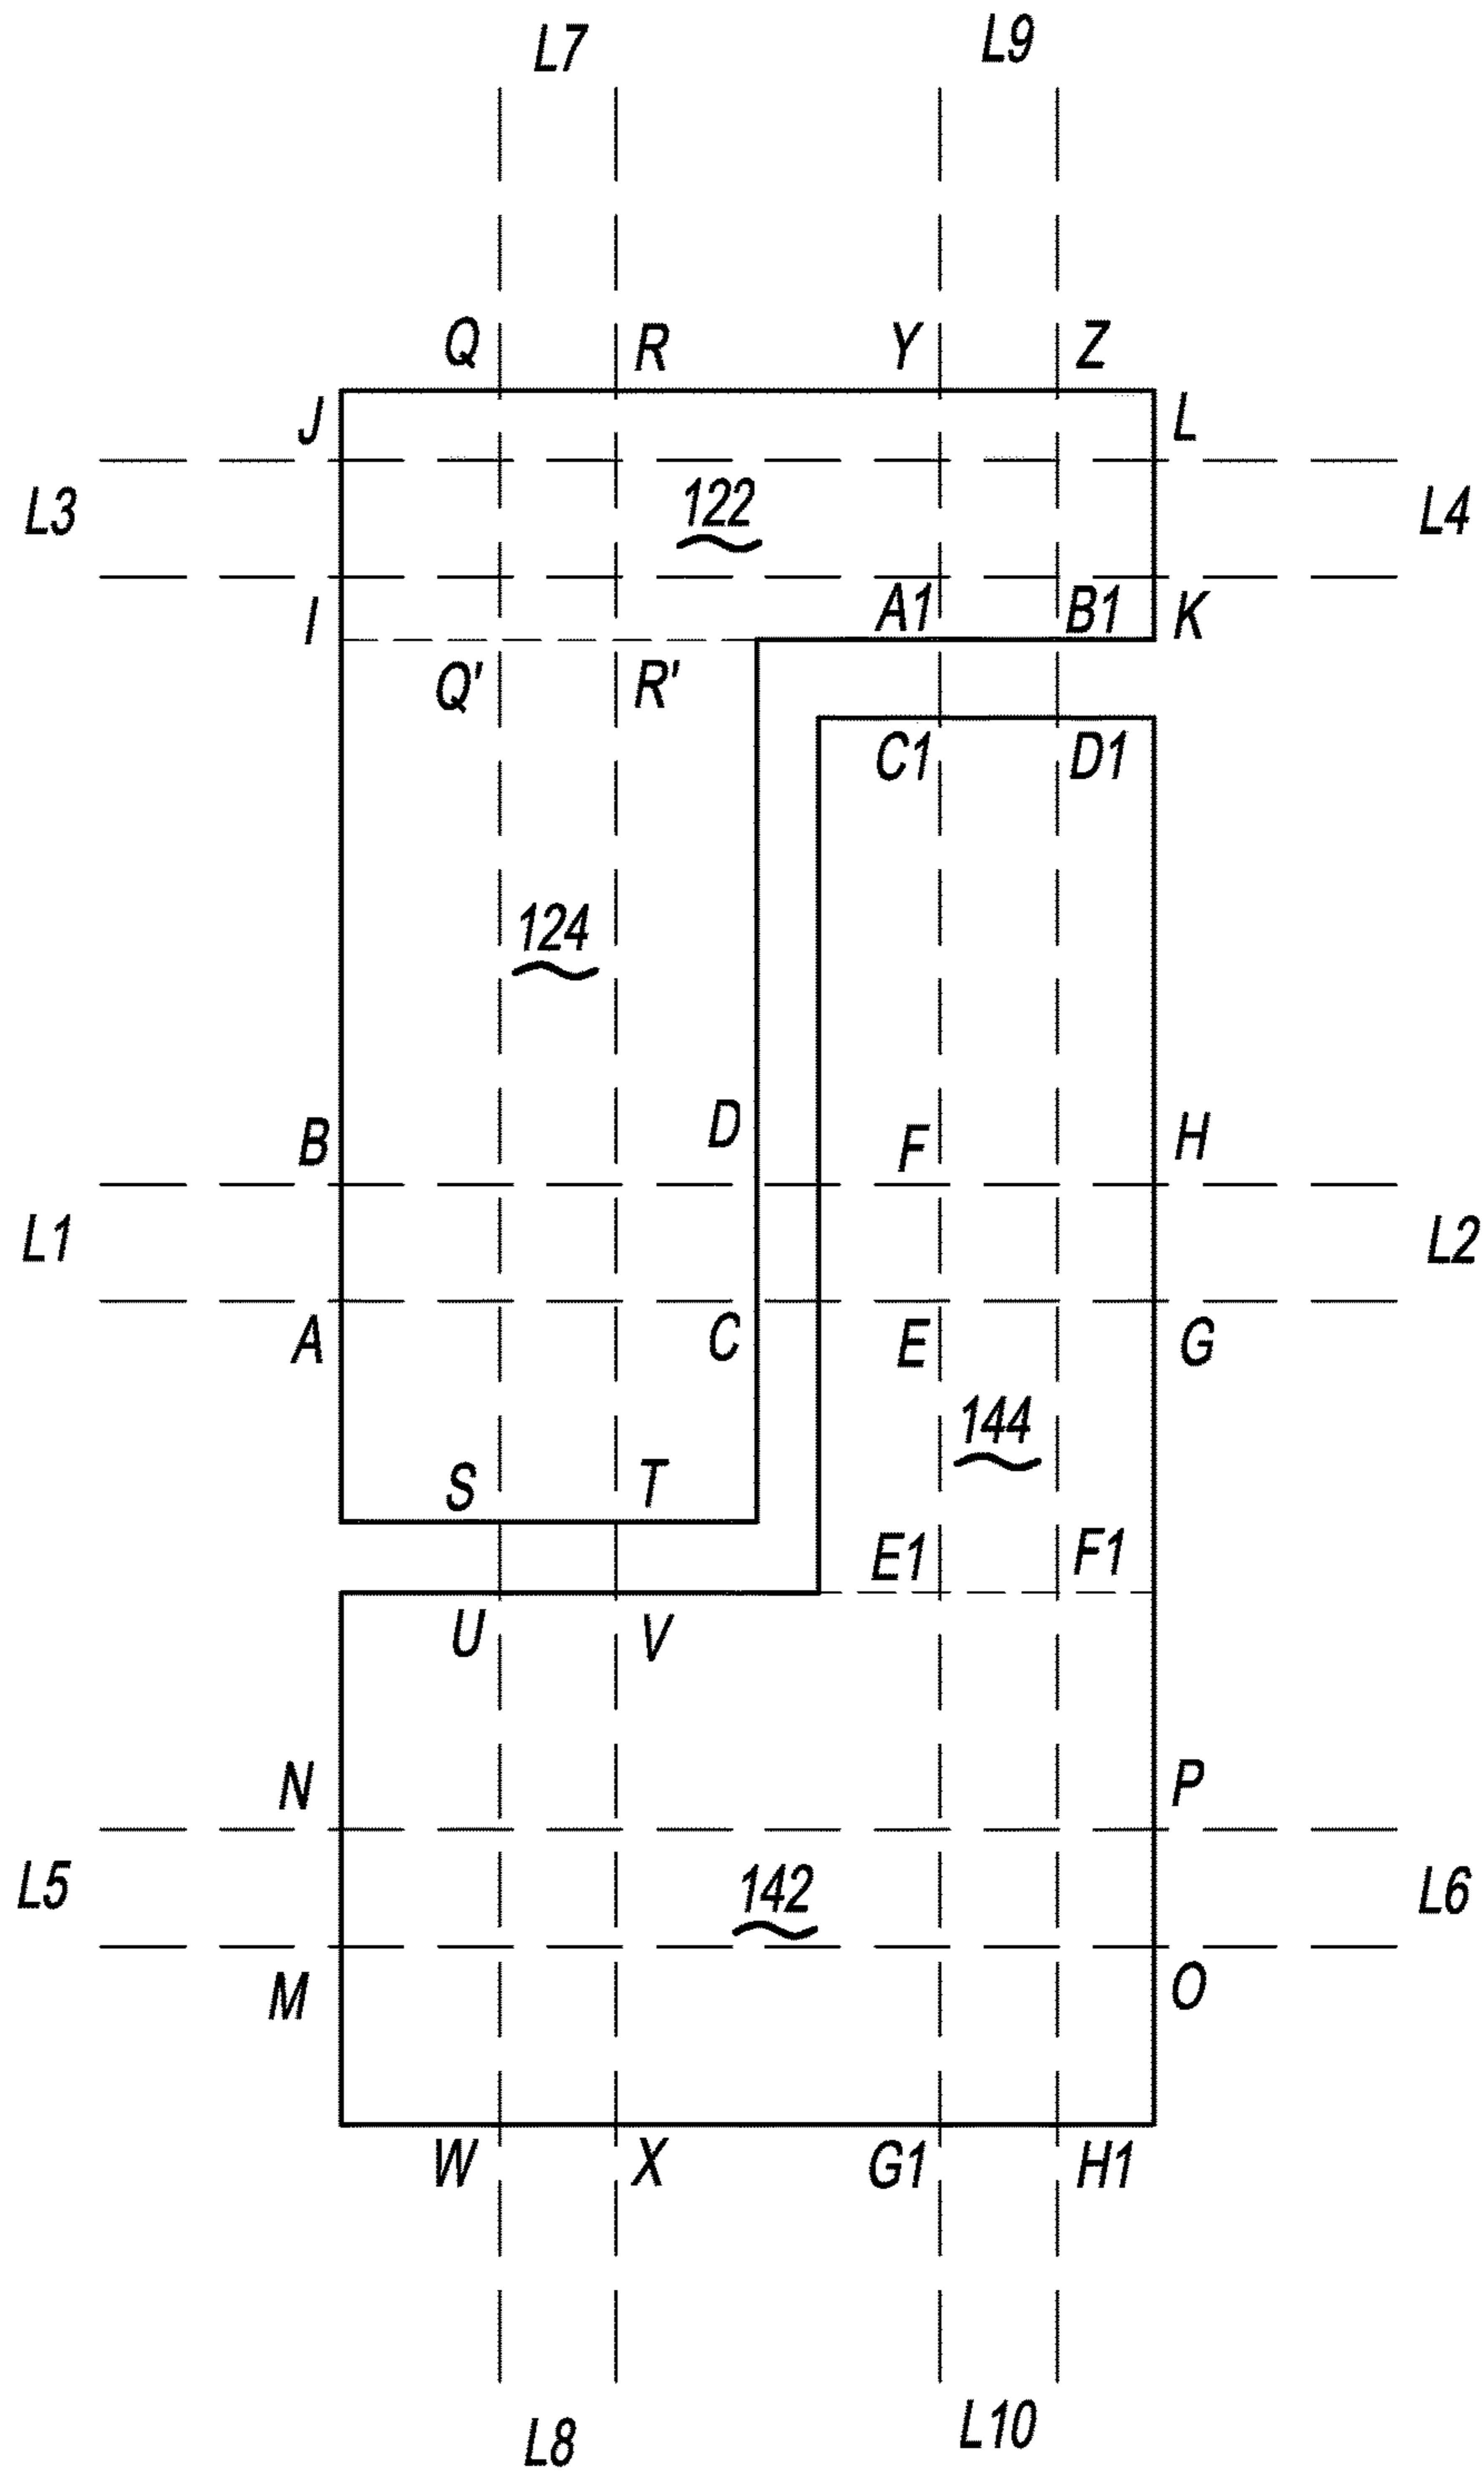 L7 L9
Q R Y Z
J L
L3 122 L4
I A1 B1 K
Q' R'
C1 D1
124
B D F H
L1 L2
A C E G
144
S T
E1 F1
U V
N P
L5 142 L6
M O
W X G1 H1
L8 L10